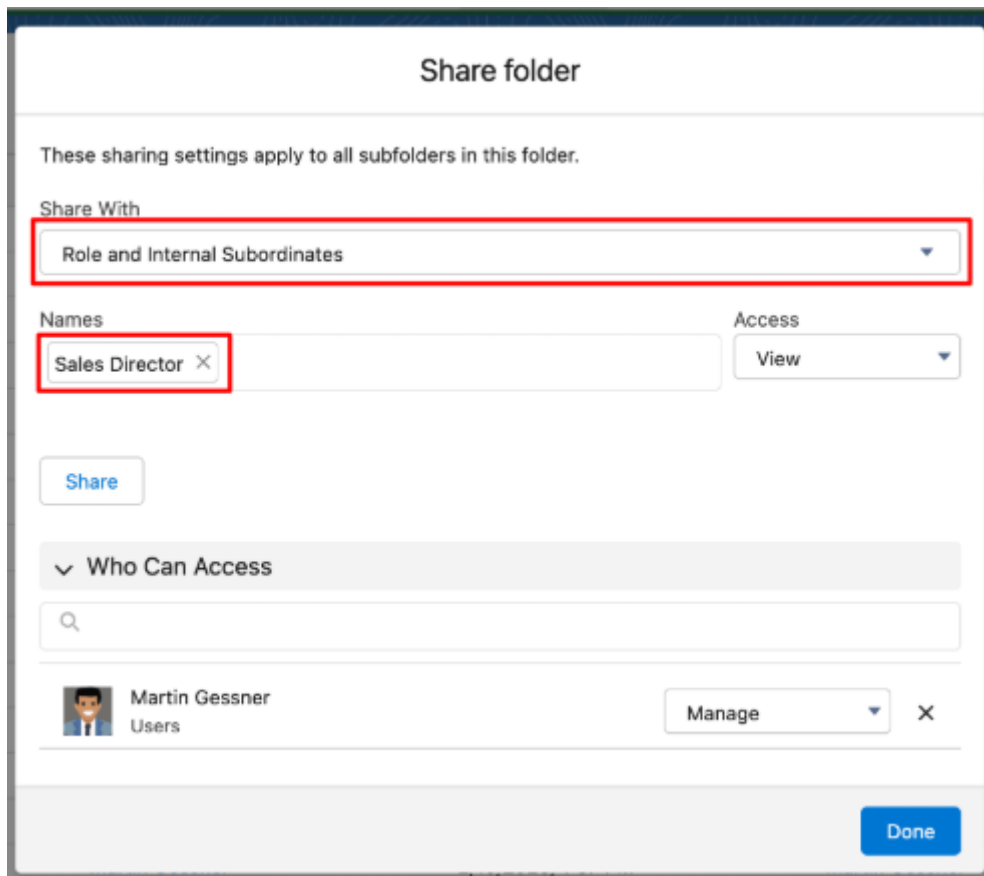 Share folder
These sharing settings apply to all subfolders in this folder.
Share With
Role and Internal Subordinates
Names
Access
Sales Director
View
Share
Who Can Access
Martin Gessner
Users
Manage
Done